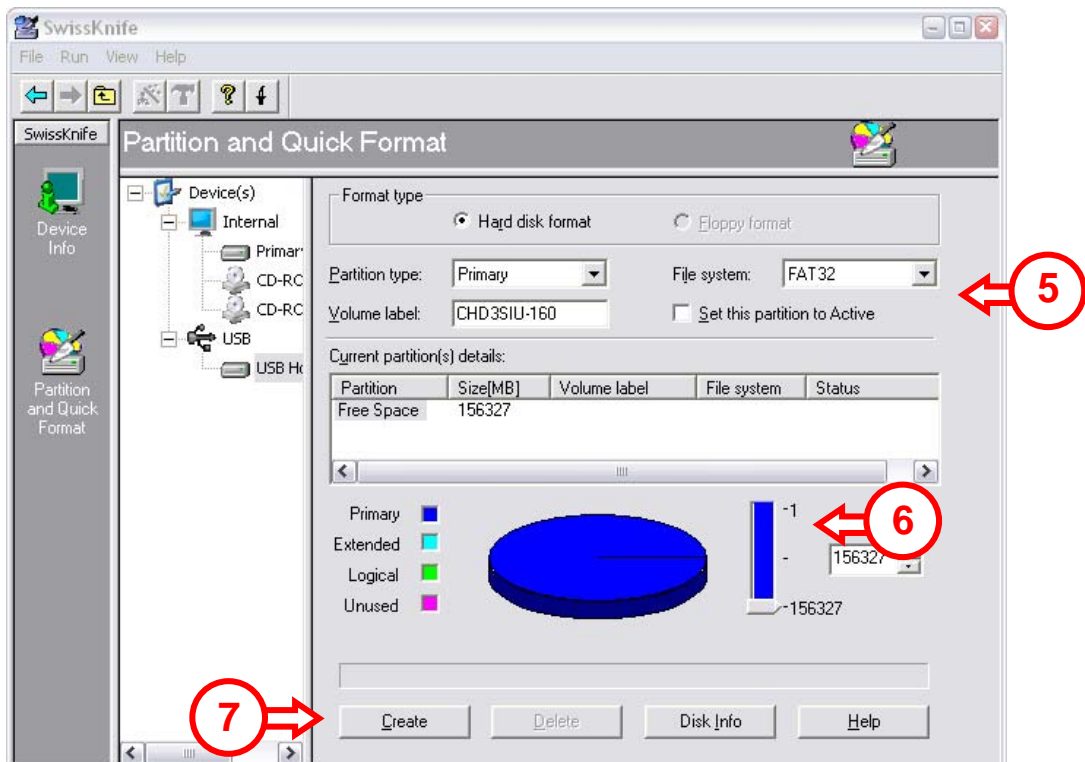 SwissKnife
File Run View Help
SwissKnife
Partition and Quick Format
Device Info
Partition and Quick Format
Device(s)
Internal
Primar
CD-RO
CD-RO
USB
USB Ho
Format type
Hard disk format
Floppy format
Partition type:
Primary
File system:
FAT32
5
Volume label:
CHD3SIU-160
Set this partition to Active
Current partition(s) details:
Partition Size[MB] Volume label File system Status
Free Space 156327
Primary
Extended
Logical
Unused
-1
-
-156327
156327
6
7
Create Delete Disk Info Help